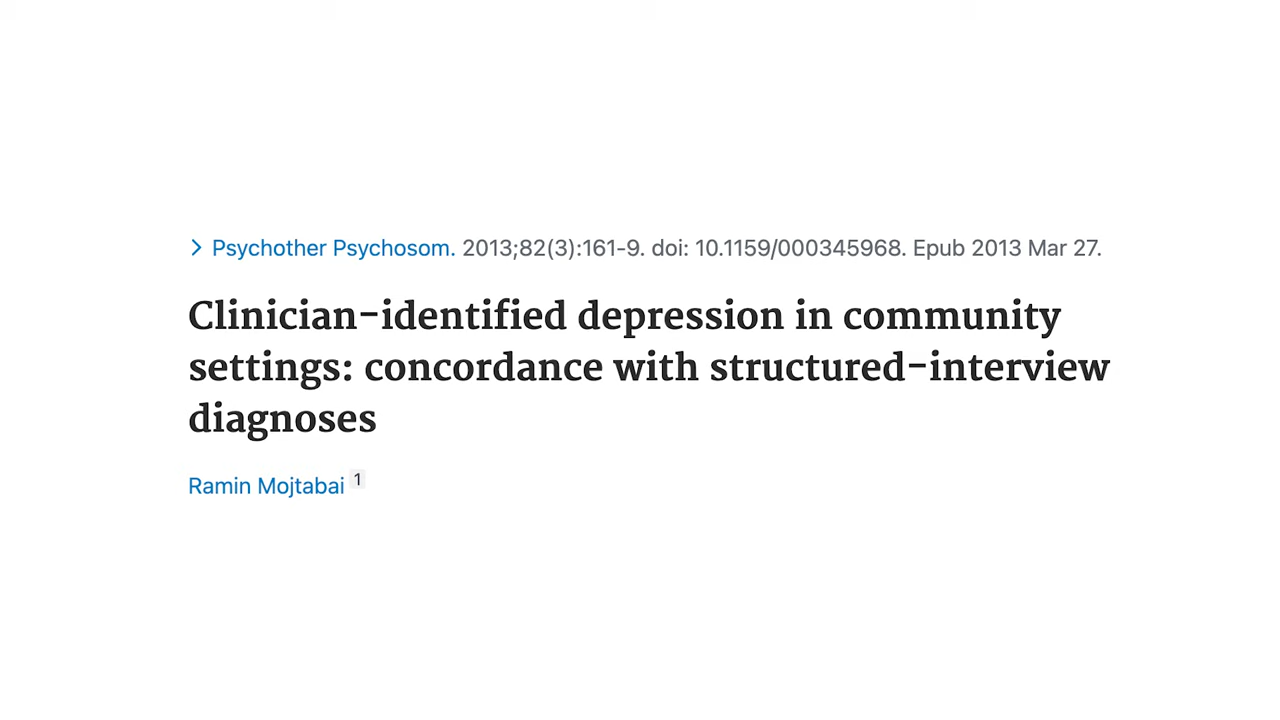 > Psychother Psychosom. 2013;82(3):161-9. doi: 10.1159/000345968. Epub 2013 Mar 27.
Clinician-identified depression in community
settings: concordance with structured-interview
diagnoses
Ramin Mojtabai 1